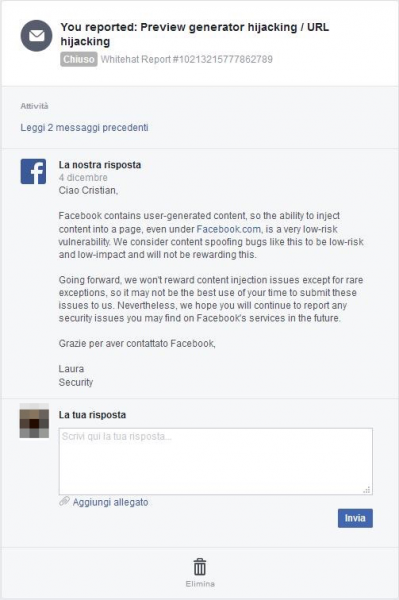 You reported: Preview generator hijacking / URL
hijacking
Chiuso Whitehat Report #10213215777862789
Attività
Leggi 2 messaggi precedenti
La nostra risposta
4 dicembre
Ciao Cristian,
Facebook contains user-generated content, so the ability to inject
content into a page, even under Facebook.com, is a very low-risk
vulnerability. We consider content spoofing bugs like this to be low-risk
and low-impact and will not be rewarding this.
Going forward, we won't reward content injection issues except for rare
exceptions, so it may not be the best use of your time to submit these
issues to us. Nevertheless, we hope you will continue to report any
security issues you may find on Facebook's services in the future.
Grazie per aver contattato Facebook,
Laura
Security
La tua risposta
Scrivi qui la tua risposta...
Aggiungi allegato
Invia
Elimina